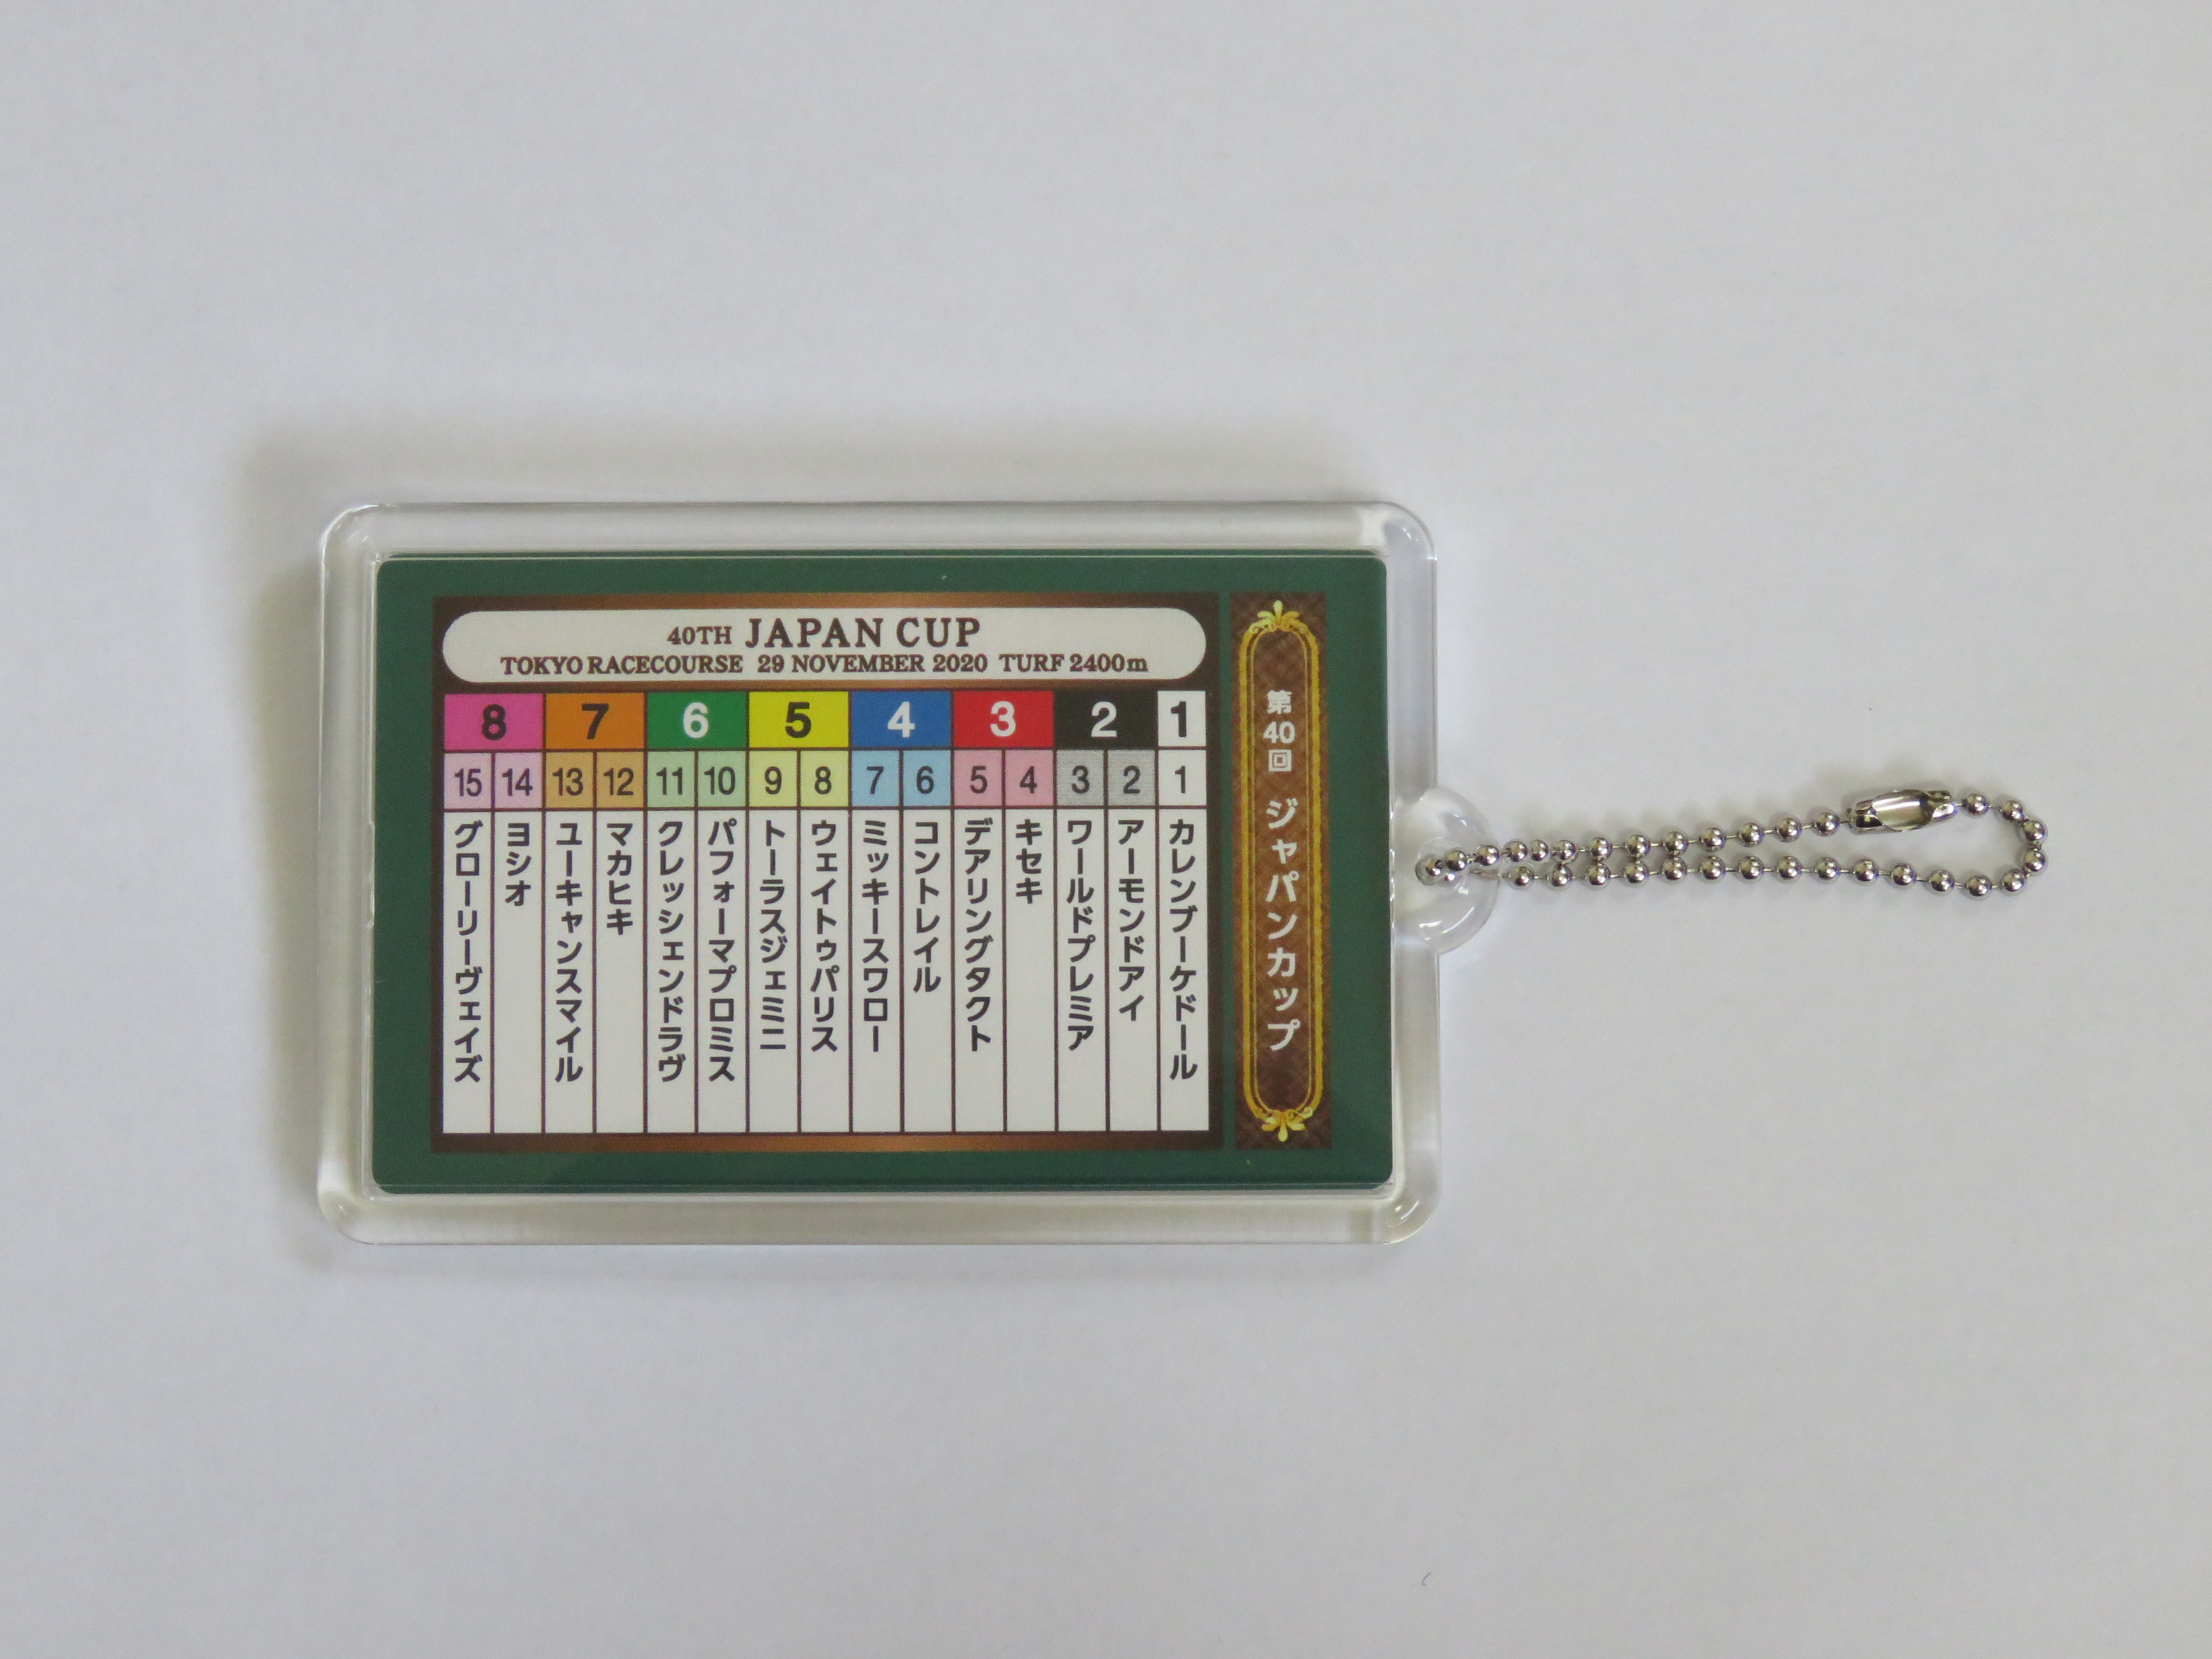 40TH JAPAN CUP
TOKYO RACECOURSE 29 NOVEMBER 2020 TURF 2400m
第40回 ジャパンカップ
1 2 3 4 5 6 7 8
1 2 3 4 5 6 7 8 9 10 11 12 13 14 15
カレンブーケドール
アーモンドアイ
ワールドプレミア
キセキ
デアリングタクト
コントレイル
ミッキースワロー
ウェイトゥパリス
トーラスジェミニ
パフォーマプロミス
クレッシェンドラヴ
マカヒキ
ユーキャンスマイル
ヨシオ
グローリーヴェイズ